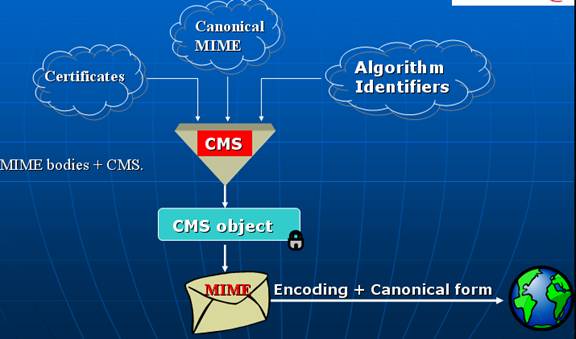 Canonical
MIME
Certificates
Algorithm
Identifiers
CMS
MIME bodies + CMS.
CMS object
MIME
Encoding + Canonical form